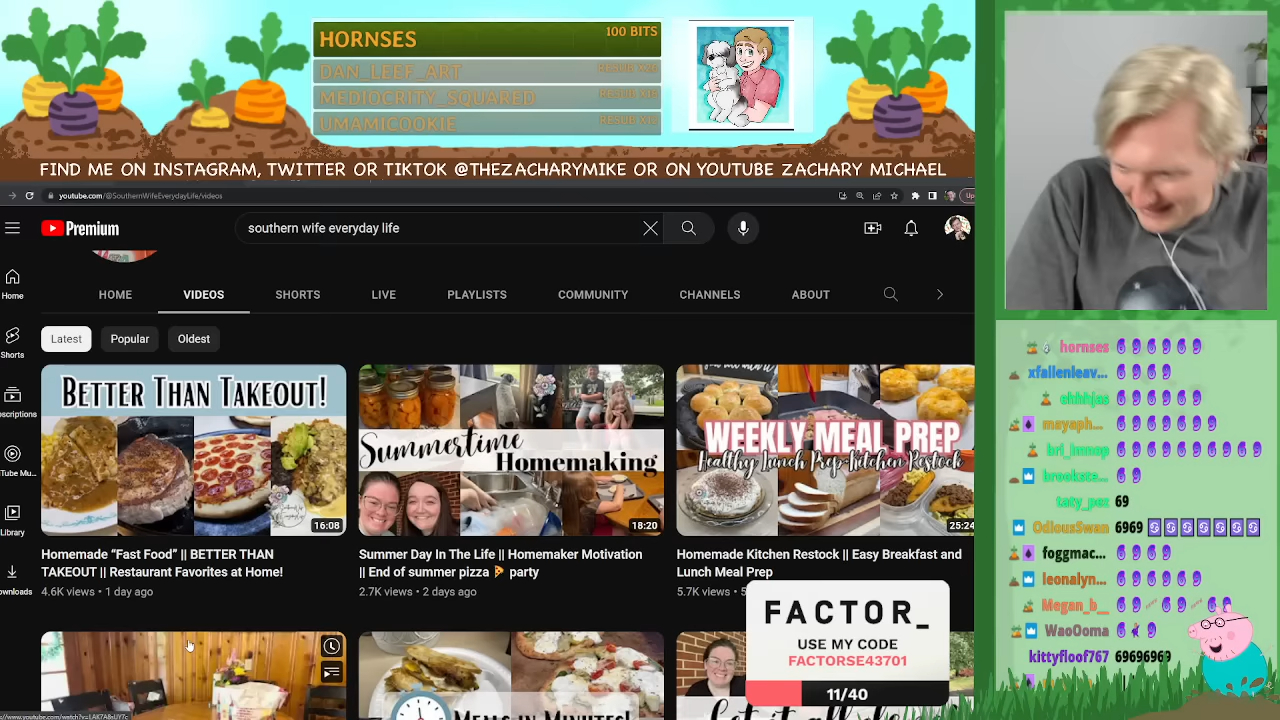 HORNSES 100 BITS
DAN_LEEF_ART
MEDIOCRITY_SQUARED
UMAMICOOKIE
FIND ME ON INSTAGRAM, TWITTER OR TIKTOK @THEZACHARYMIKE OR ON YOUTUBE ZACHARY MICHAEL
youtube.com/@SouthernWifeEverydayLife/videos
Premium
southern wife everyday life
HOME VIDEOS SHORTS LIVE PLAYLISTS COMMUNITY CHANNELS ABOUT
Home
Shorts
Library
Latest Popular Oldest
BETTER THAN TAKEOUT!
16:08
Summertime
Homemaking
18:20
WEEKLY MEAL PREP
Healthy Lunch Prep-Kitchen Restock
25:24
Homemade “Fast Food” || BETTER THAN
TAKEOUT || Restaurant Favorites at Home!
4.6K views • 1 day ago
Summer Day In The Life || Homemaker Motivation
|| End of summer pizza 🍕 party
2.7K views • 2 days ago
Homemade Kitchen Restock || Easy Breakfast and
Lunch Meal Prep
5.7K views •
MEALS IN MINUTES!
FACTOR_
USE MY CODE
FACTORSE43701
11/40
hornses
xfallenleav...
ohhhjas
mayaph...
bri_lmnop
brookste...
taty_pez 69
OdiousSwan 6969
foggmac...
leonalyn...
Megan_b__
WaoOoma
kittyfloof767 69696969